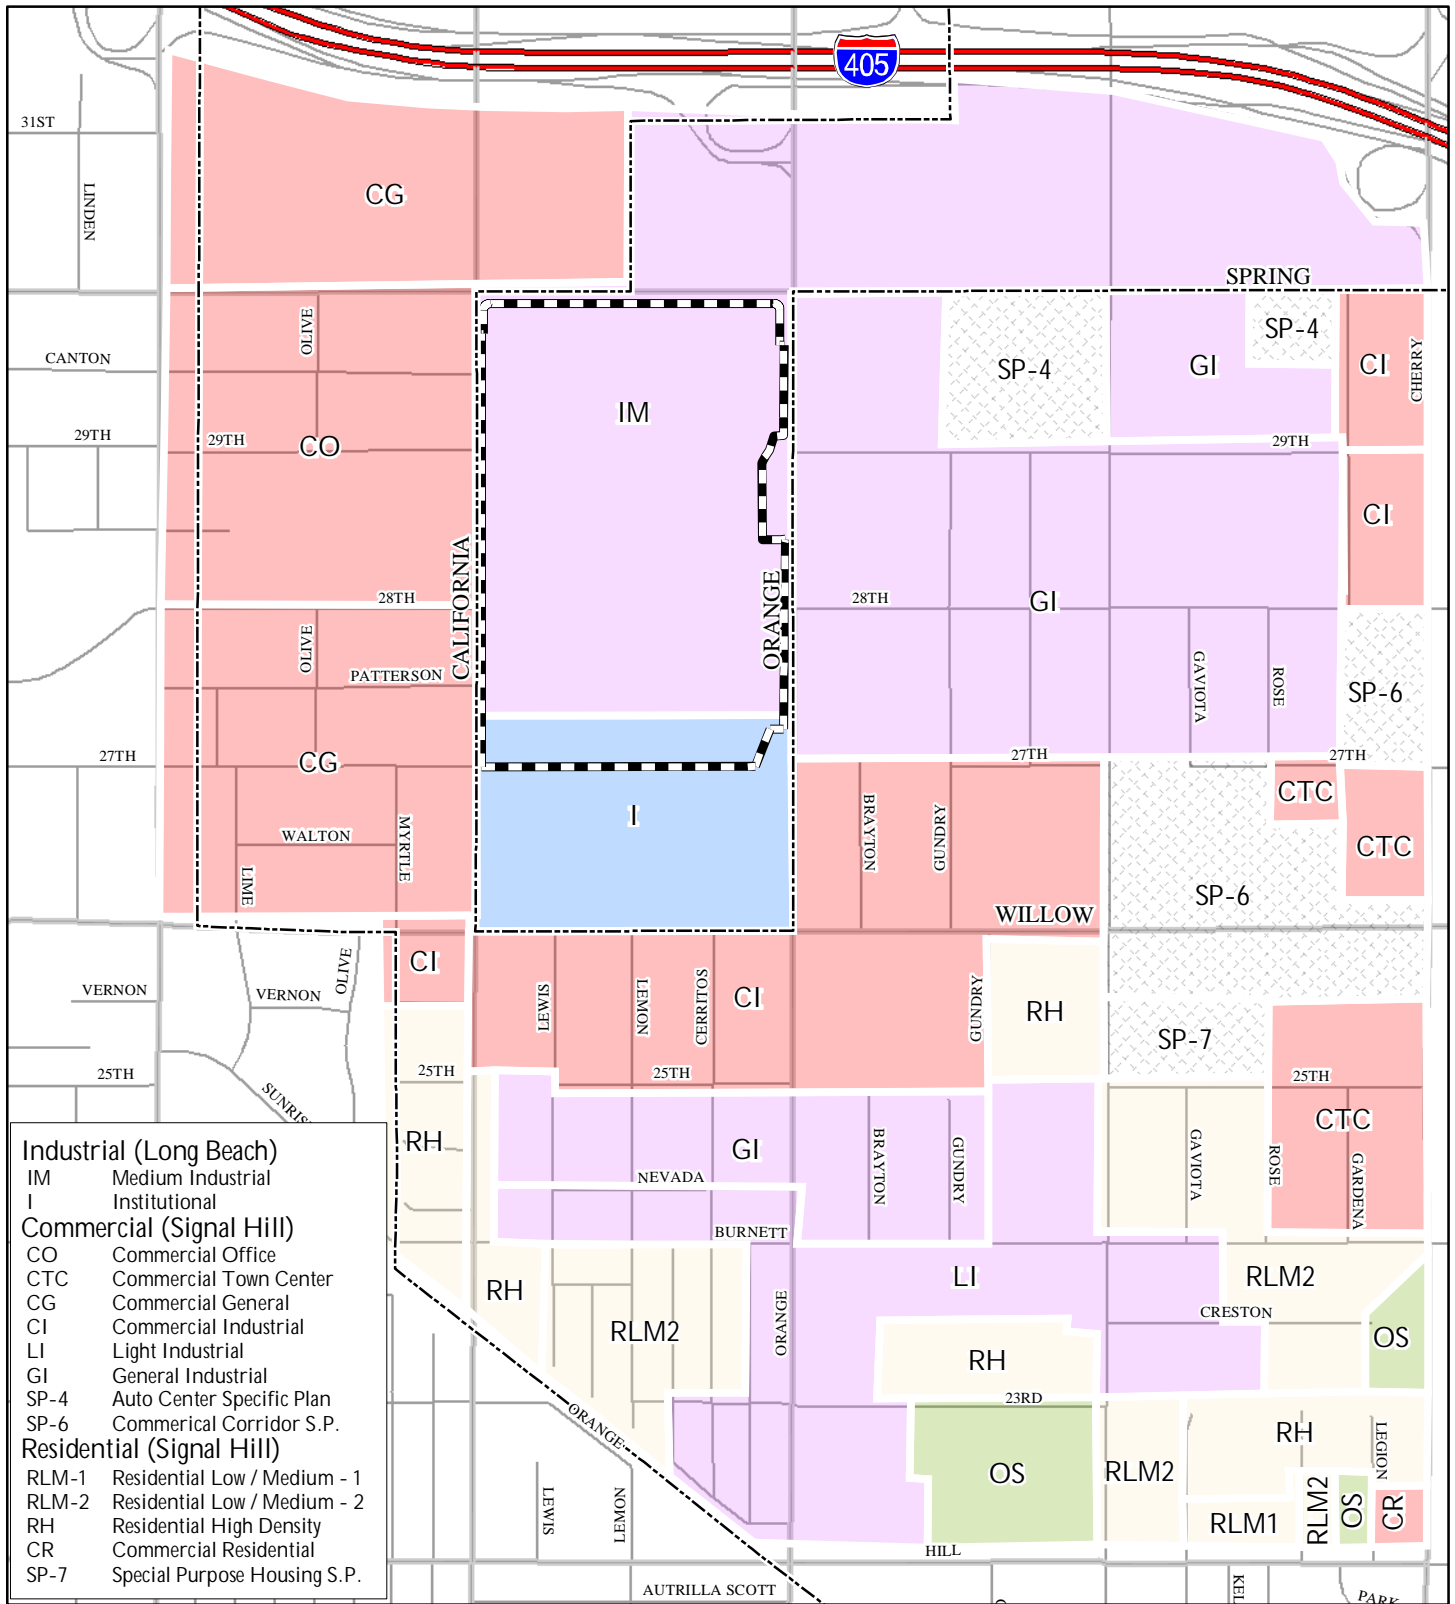 405
31ST
LINDEN
CG
SPRING
OLIVE
SP-4
SP-4
CANTON
GI
CI
CHERRY
IM
29TH
29TH
CO
29TH
CI
CALIFORNIA
ORANGE
28TH
28TH
GI
OLIVE
PATTERSON
GAVIOTA
ROSE
SP-6
27TH
CG
27TH
27TH
CTC
I
BRAYTON
GUNDRY
WALTON
MYRTLE
CTC
LIME
SP-6
WILLOW
CI
OLIVE
VERNON
VERNON
LEWIS
LEMON
CERRITOS
CI
GUNDRY
RH
SP-7
25TH
25TH
25TH
25TH
SUNRIS
CTC
RH
GI
BRAYTON
GUNDRY
GAVIOTA
ROSE
GARDENA
NEVADA
BURNETT
RH
LI
RLM2
CRESTON
RLM2
ORANGE
RH
OS
23RD
ORANGE
OS
RLM2
RH
LEGION
LEWIS
LEMON
RLM1
RLM2
OS
CR
HILL
AUTRILLA SCOTT
KEL
PARK
Industrial (Long Beach)
IM Medium Industrial
I Institutional
Commercial (Signal Hill)
CO Commercial Office
CTC Commercial Town Center
CG Commercial General
CI Commercial Industrial
LI Light Industrial
GI General Industrial
SP-4 Auto Center Specific Plan
SP-6 Commerical Corridor S.P.
Residential (Signal Hill)
RLM-1 Residential Low / Medium - 1
RLM-2 Residential Low / Medium - 2
RH Residential High Density
CR Commercial Residential
SP-7 Special Purpose Housing S.P.